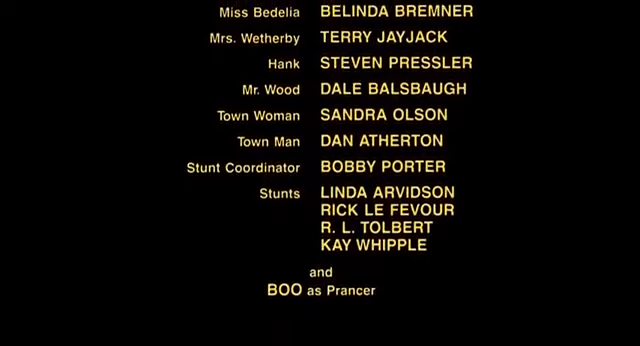 Miss Bedelia BELINDA BREMNER
Mrs. Wetherby TERRY JAYJACK
Hank STEVEN PRESSLER
Mr. Wood DALE BALSBAUGH
Town Woman SANDRA OLSON
Town Man DAN ATHERTON
Stunt Coordinator BOBBY PORTER
Stunts LINDA ARVIDSON
RICK LE FEVOUR
R. L. TOLBERT
KAY WHIPPLE
and
BOO as Prancer